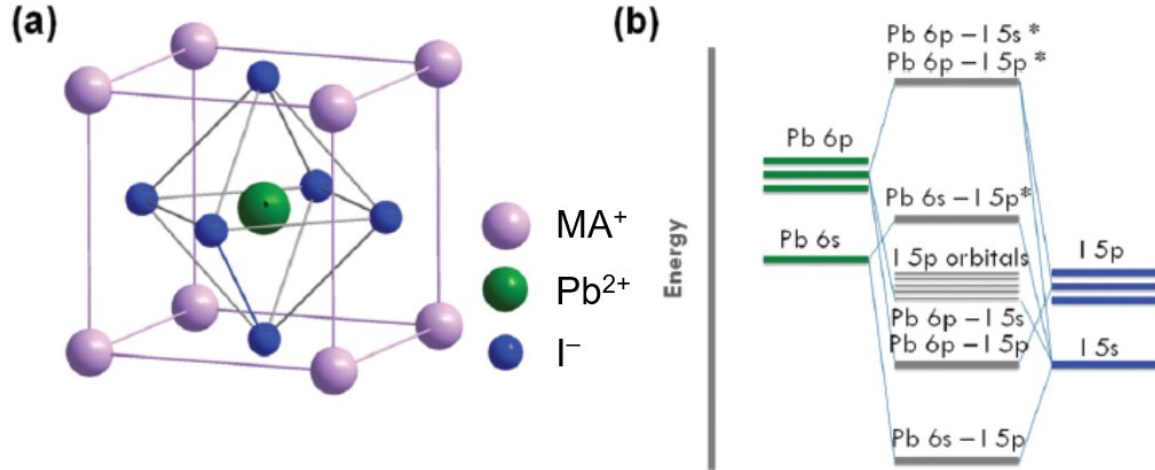 (a)
MA⁺
Pb²⁺
I⁻
(b)
Energy
Pb 6p – I 5s *
Pb 6p – I 5p *
Pb 6p
Pb 6s – I 5p*
Pb 6s
I 5p orbitals
I 5p
Pb 6p – I 5s
Pb 6p – I 5p
I 5s
Pb 6s – I 5p